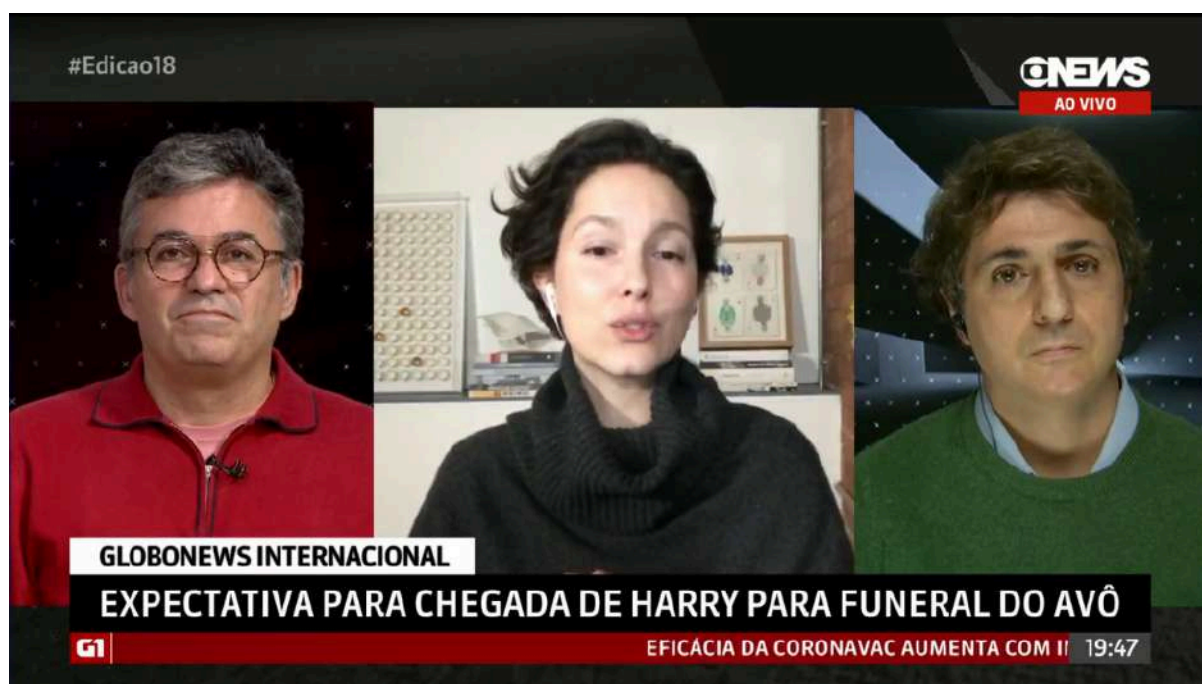 #Edicao18
GNEWS
AO VIVO
GLOBONEWS INTERNACIONAL
EXPECTATIVA PARA CHEGADA DE HARRY PARA FUNERAL DO AVÔ
G1
EFICÁCIA DA CORONAVAC AUMENTA COM
19:47